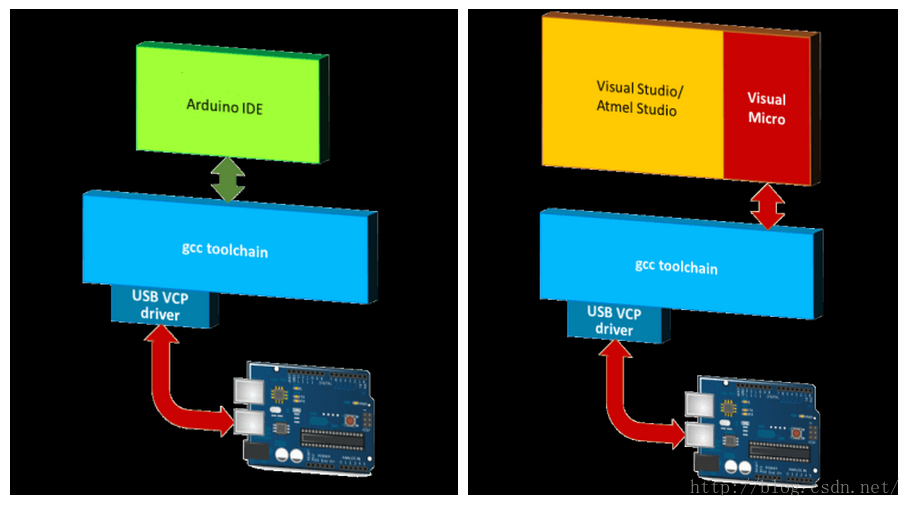 Arduino IDE
gcc toolchain
USB VCP
driver
Visual Studio/
Atmel Studio
Visual
Micro
gcc toolchain
USB VCP
driver
http://blog.csdn.net/